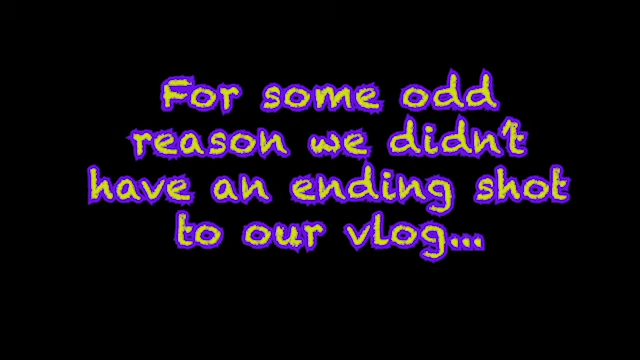 For some odd
reason we didn't
have an ending shot
to our vlog...